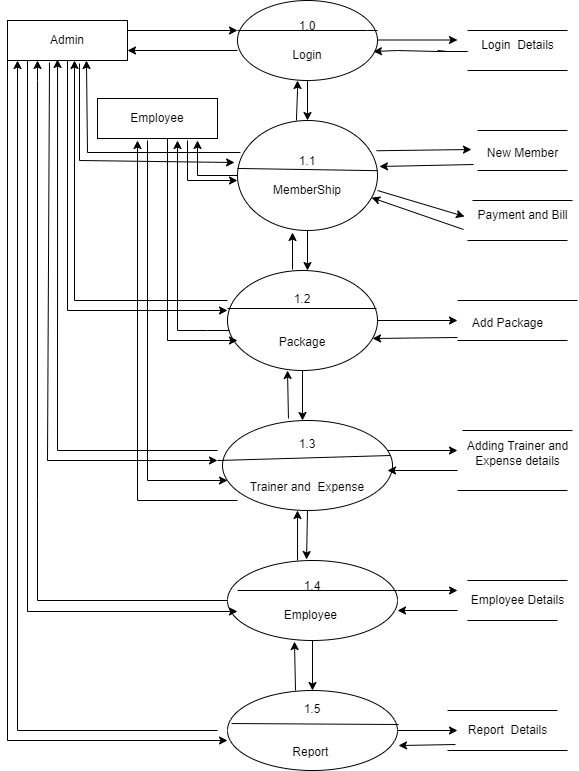 1.0
Admin
Login
Login Details
Employee
1.1
New Member
MemberShip
Payment and Bill
1.2
Package
Add Package
1.3
Adding Trainer and
Expense details
Trainer and Expense
1.4
Employee
Employee Details
1.5
Report Details
Report